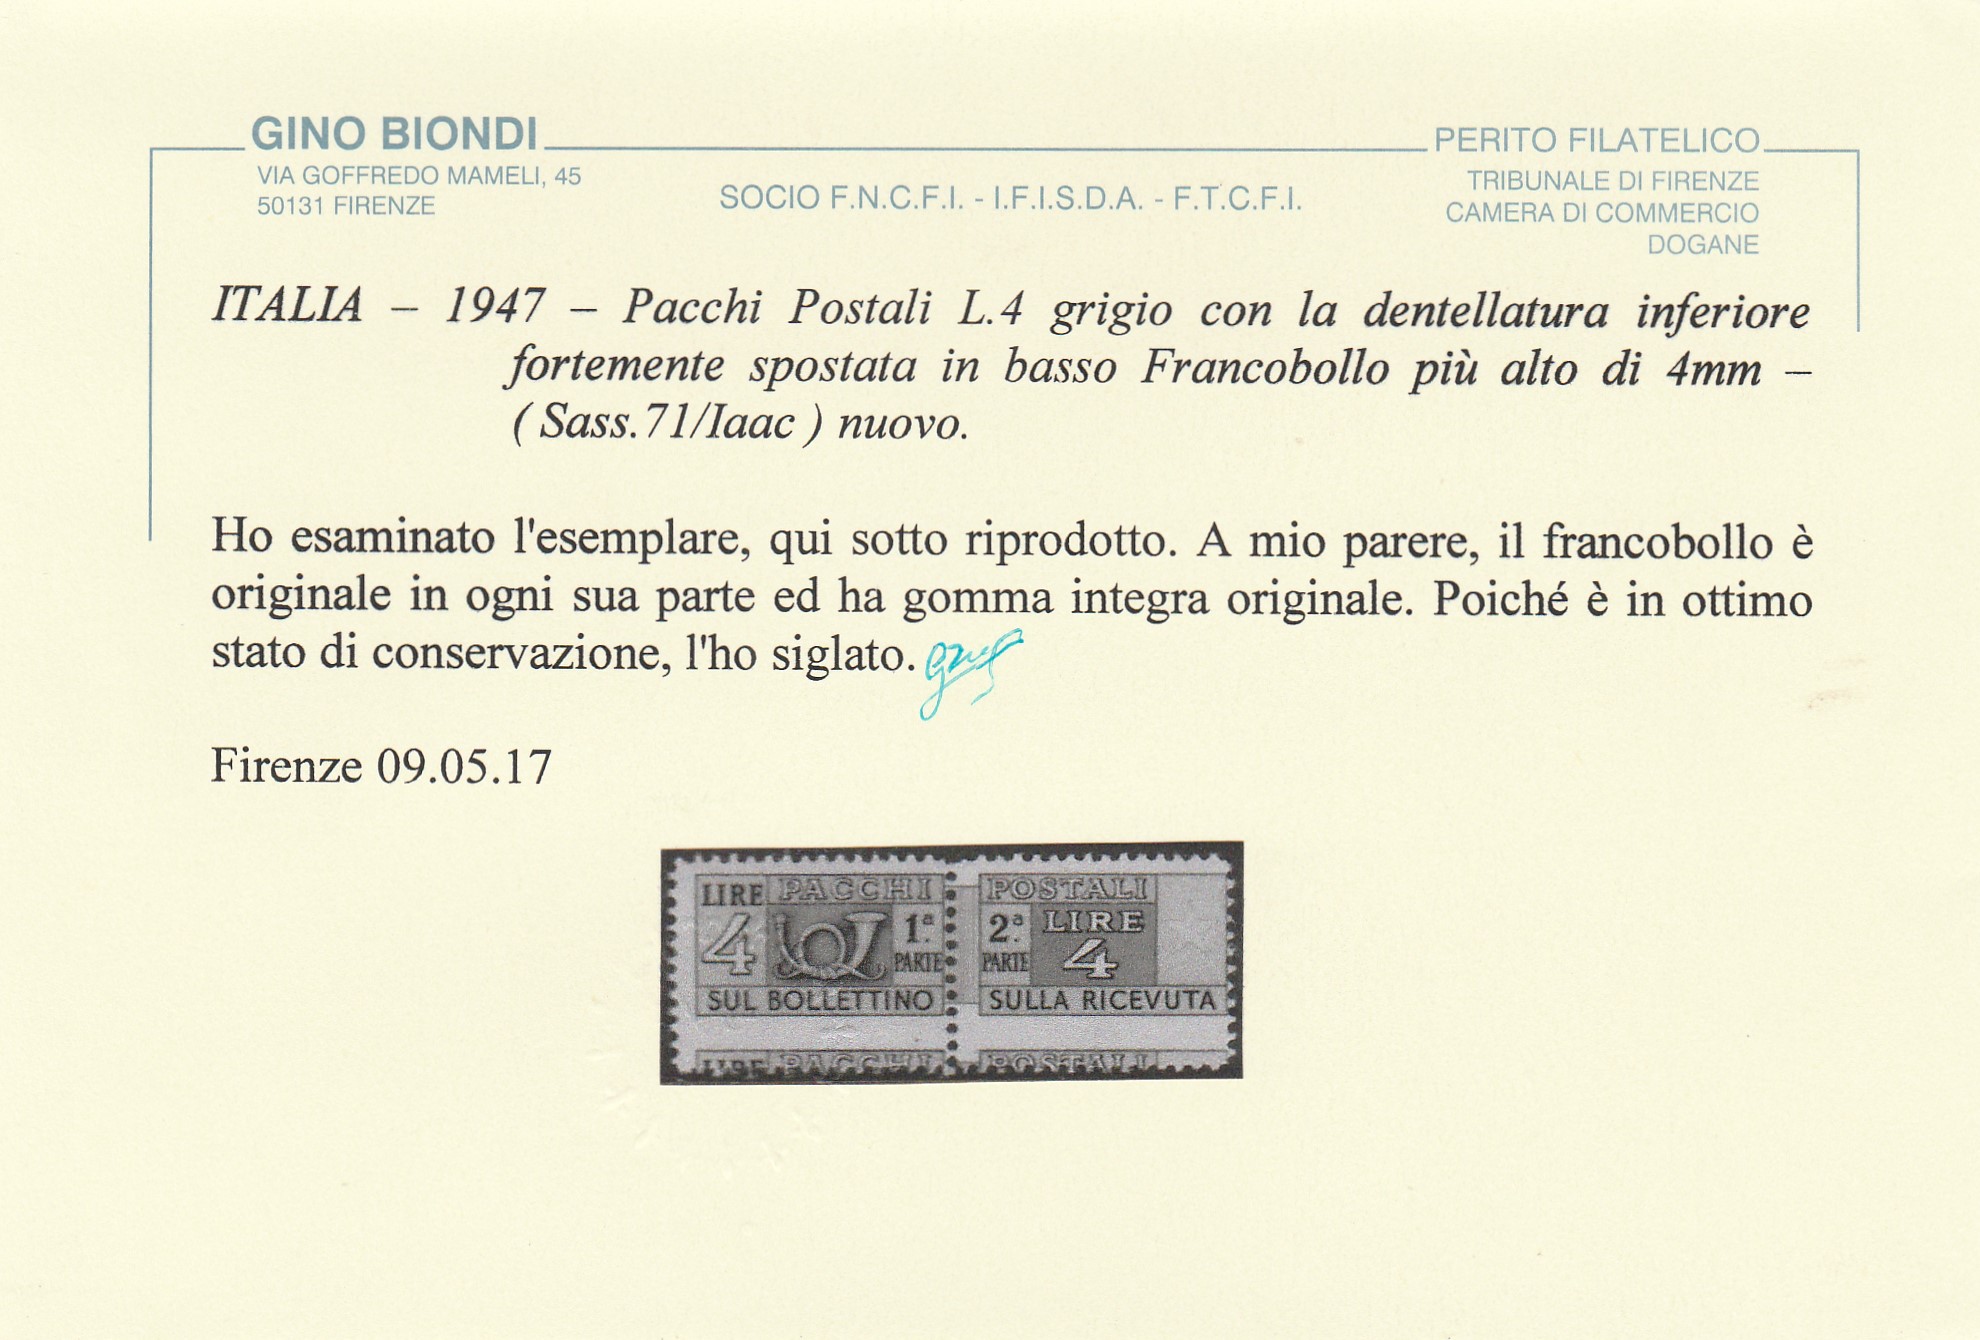 GINO BIONDI
VIA GOFFREDO MAMELI, 45
50131 FIRENZE
SOCIO F.N.C.F.I. - I.F.I.S.D.A. - F.T.C.F.I.
PERITO FILATELICO
TRIBUNALE DI FIRENZE
CAMERA DI COMMERCIO
DOGANE
ITALIA – 1947 – Pacchi Postali L.4 grigio con la dentellatura inferiore
fortemente spostata in basso Francobollo più alto di 4mm –
( Sass.71/Iaac ) nuovo.
Ho esaminato l'esemplare, qui sotto riprodotto. A mio parere, il francobollo è
originale in ogni sua parte ed ha gomma integra originale. Poiché è in ottimo
stato di conservazione, l'ho siglato.
Firenze 09.05.17
LIRE PACCHI
4 1ª.
PARTE
SUL BOLLETTINO
LIRE PACCHI
POSTALI
2ª. LIRE
PARTE 4
SULLA RICEVUTA
POSTALI